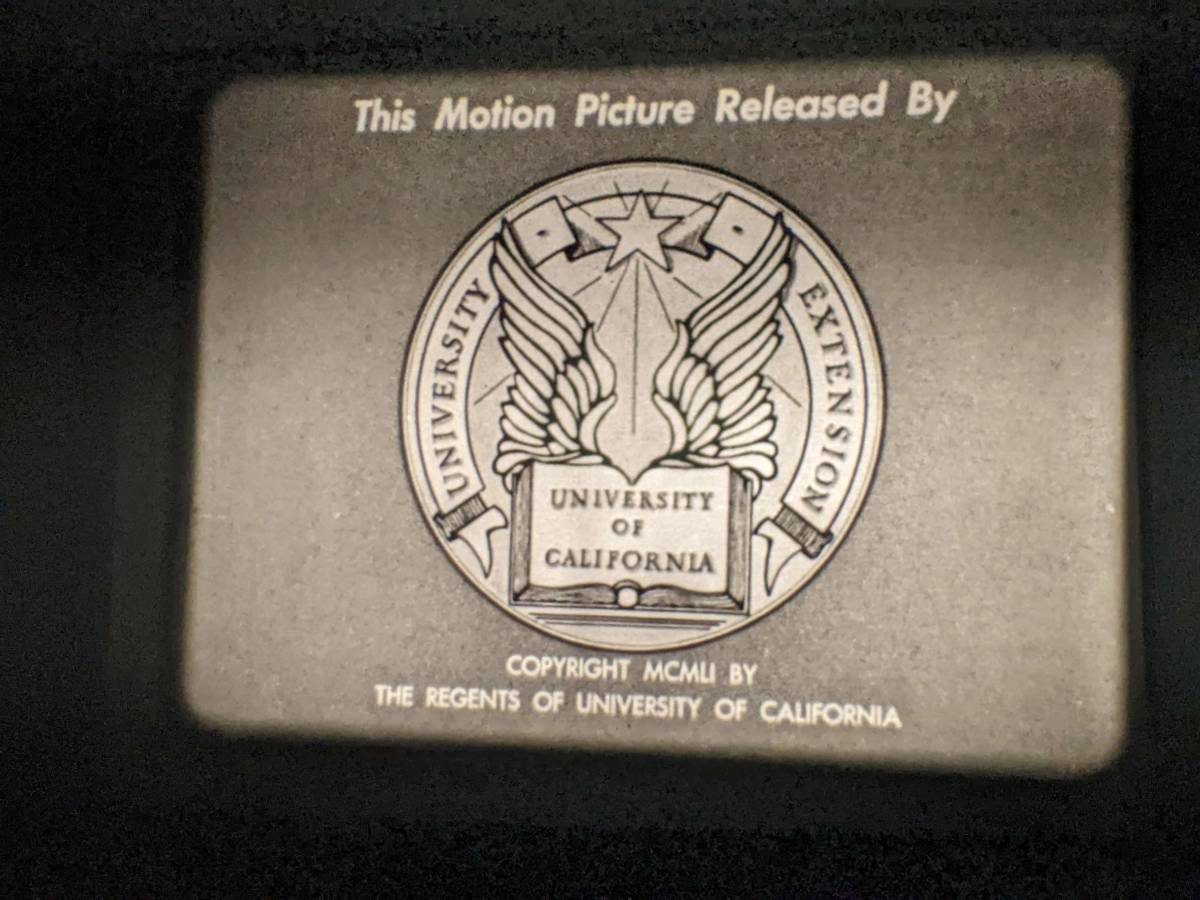 This Motion Picture Released By
UNIVERSITY EXTENSION
UNIVERSITY
OF
CALIFORNIA
COPYRIGHT MCMLI BY
THE REGENTS OF UNIVERSITY OF CALIFORNIA